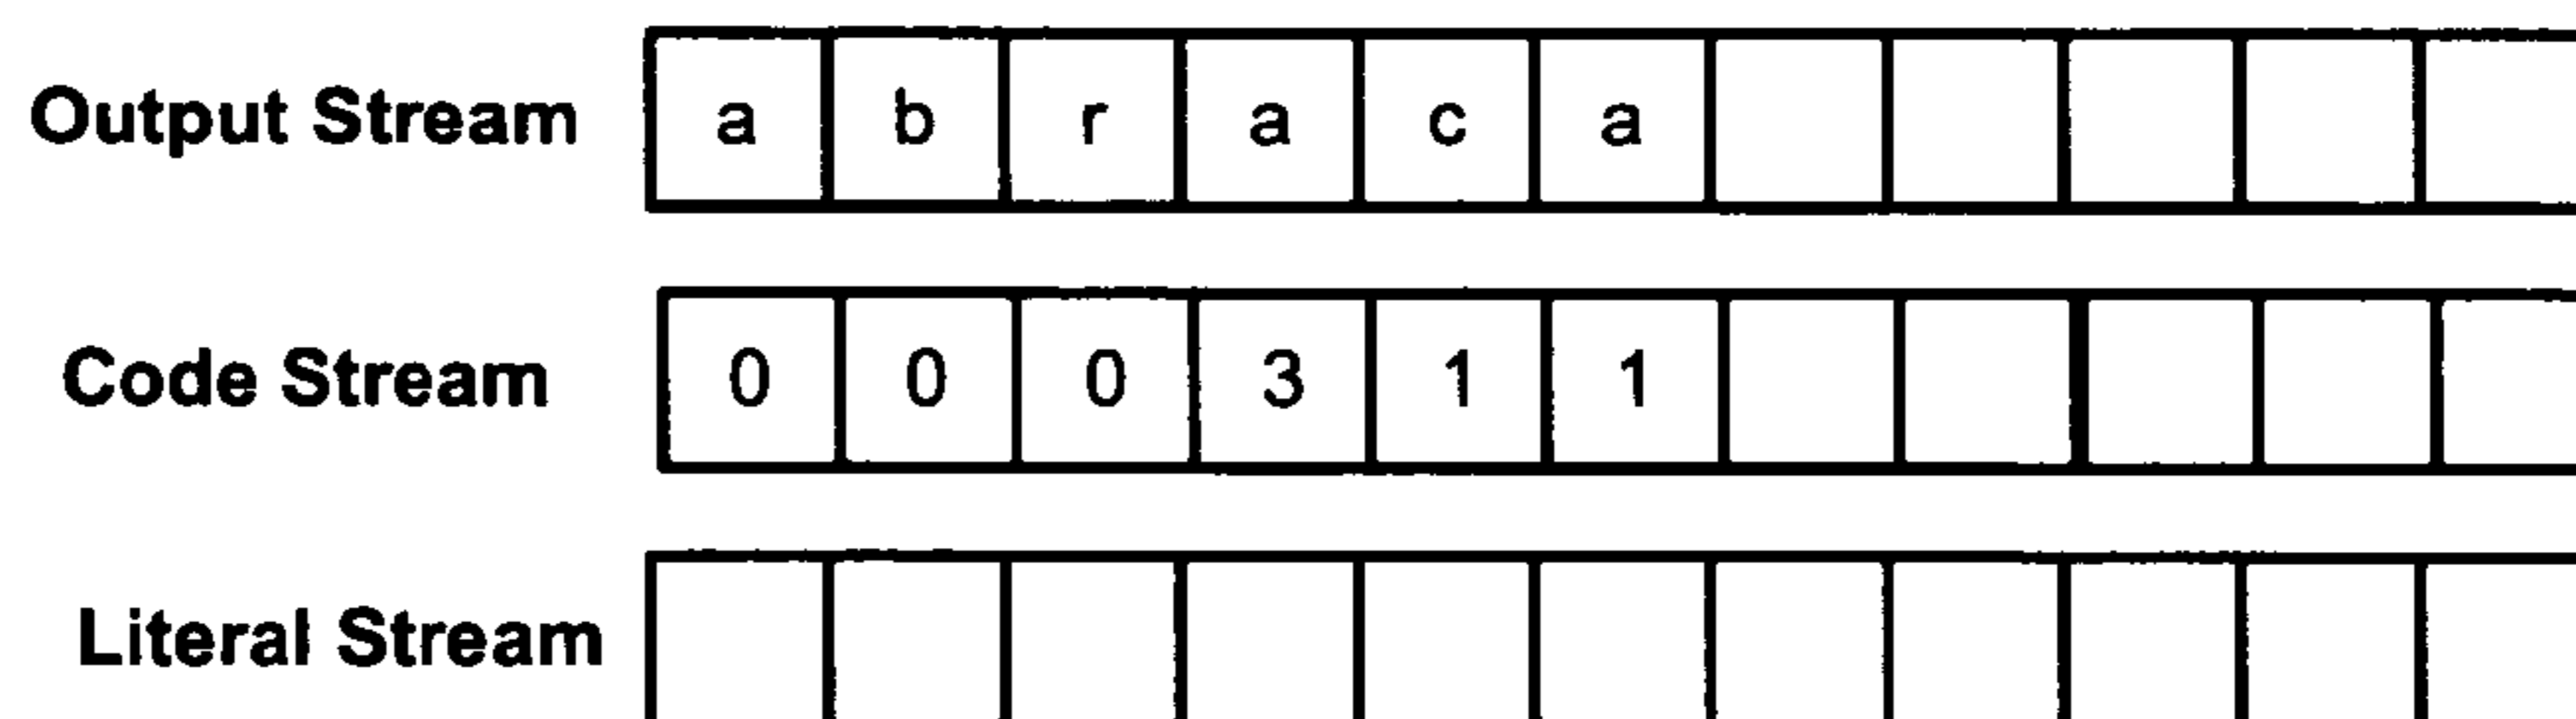 Output Stream a b r a c a
Code Stream 0 0 0 3 1 1
Literal Stream